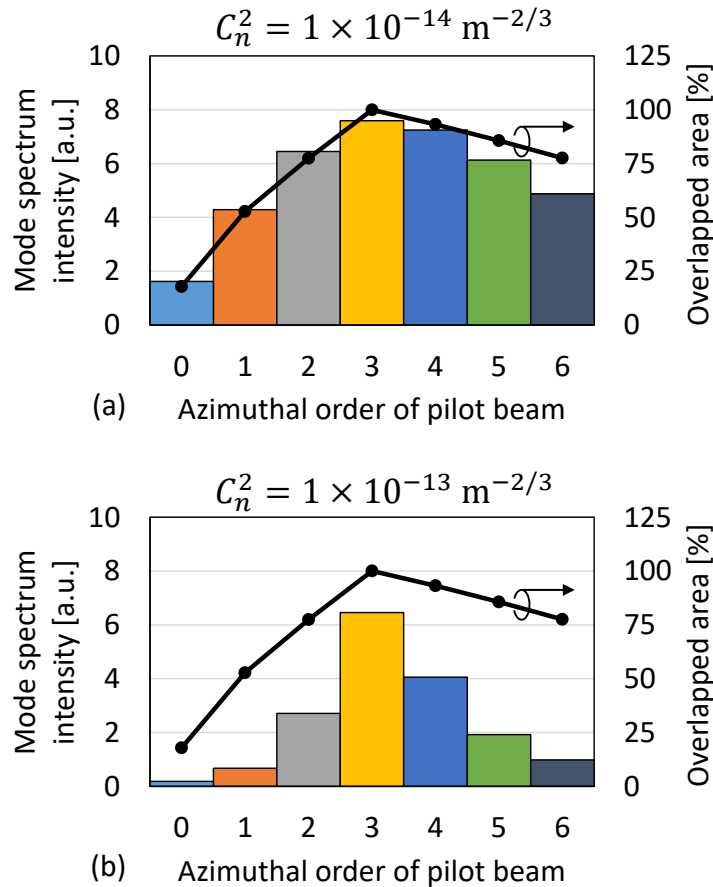 C_n^2 = 1 × 10^{-14} m^{-2/3}
10
8
6
4
2
0
Mode spectrum
intensity [a.u.]
125
100
75
50
25
0
Overlapped area [%]
0 1 2 3 4 5 6
(a) Azimuthal order of pilot beam
C_n^2 = 1 × 10^{-13} m^{-2/3}
10
8
6
4
2
0
Mode spectrum
intensity [a.u.]
125
100
75
50
25
0
Overlapped area [%]
0 1 2 3 4 5 6
(b) Azimuthal order of pilot beam